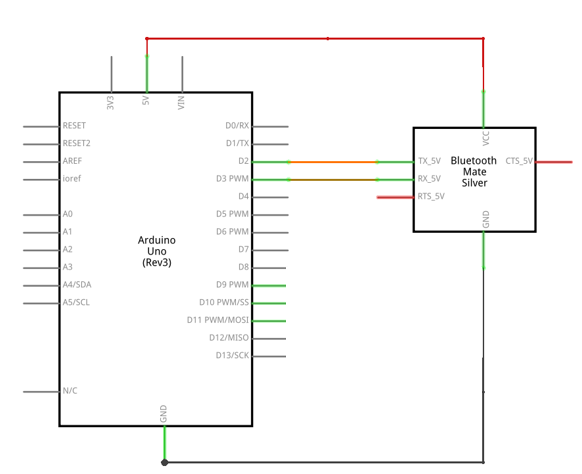 3V3
5V
VIN
RESET
RESET2
AREF
ioref
A0
A1
A2
A3
A4/SDA
A5/SCL
N/C
Arduino
Uno
(Rev3)
D0/RX
D1/TX
D2
D3 PWM
D4
D5 PWM
D6 PWM
D7
D8
D9 PWM
D10 PWM/SS
D11 PWM/MOSI
D12/MISO
D13/SCK
GND
VCC
TX_5V
RX_5V
RTS_5V
Bluetooth
Mate
Silver
CTS_5V
GND